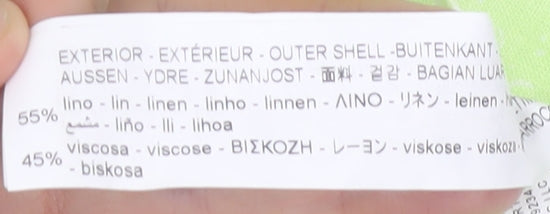 EXTERIOR - EXTÉRIEUR - OUTER SHELL -BUITENKANT-
AUSSEN - YDRE - ZUNANJOST - 面料 - 겉감 - BAGIAN LUAR
55% lino - lin - linen - linho - linnen - ΛΙΝΟ - リネン - leinen -
- liño - lli - lihoa
45% viscosa - viscose - ΒΙΣΚΟΖΗ - レーヨン - viskose - viskoz
- biskosa